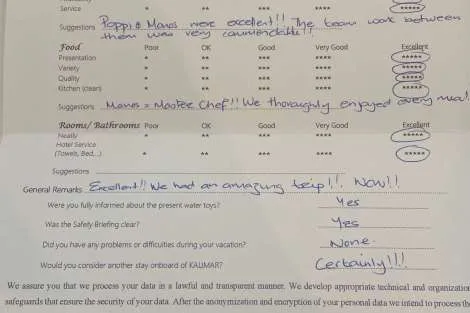 Service * ** *** **** *****
Suggestions Poppi & Manos were excellent!! The team work between
them was very commendable!!
Food Poor OK Good Very Good Excellent
Presentation * ** *** **** *****
Variety * ** *** **** *****
Quality * ** *** **** *****
Kitchen (clean) * ** *** **** *****
Suggestions Manos = Master Chef!! We thoroughly enjoyed every meal
Rooms/ Bathrooms Poor OK Good Very Good Excellent
Neatly * ** *** **** *****
Hotel Service
(Towels, Bed,...) * ** *** **** *****
Suggestions
General Remarks Excellent!! We had an amazing trip!!. Wow!!
Were you fully informed about the present water toys? Yes
Was the Safety Briefing clear? Yes
Did you have any problems or difficulties during your vacation? None.
Would you consider another stay onboard of KALIMAR? Certainly!!!
We assure you that we process your data in a lawful and transparent manner. We develop appropriate technical and organization
safeguards that ensure the security of your data. After the anonymization and encryption of your personal data we intend to process th